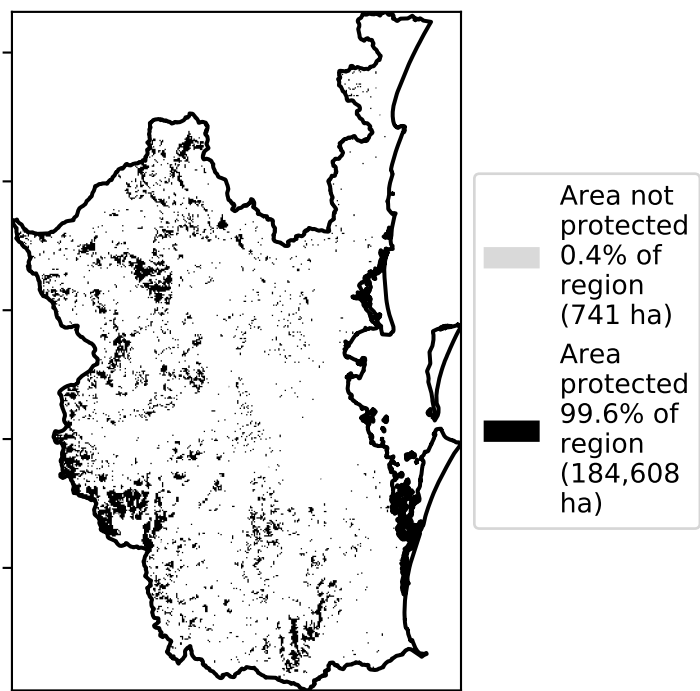 Area not
protected
0.4% of
region
(741 ha)
Area
protected
99.6% of
region
(184,608
ha)